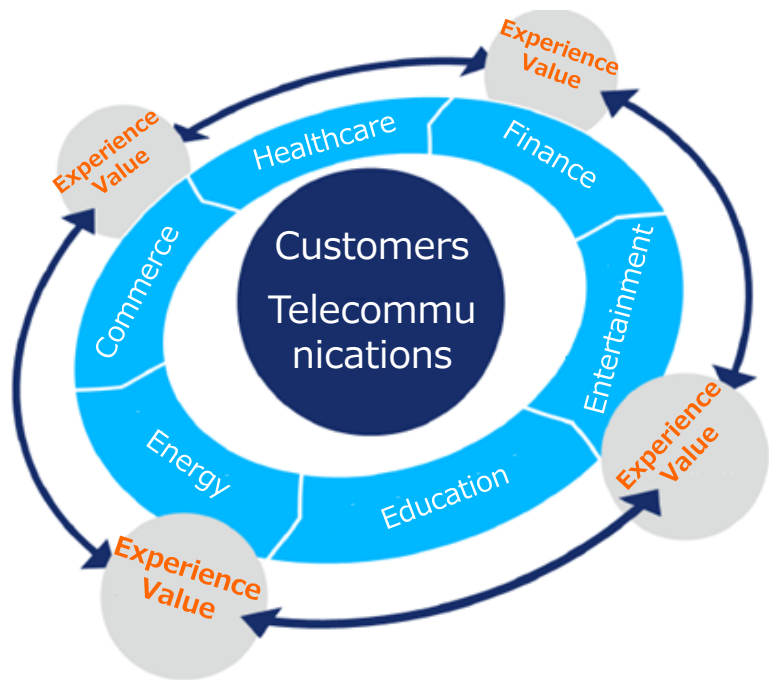 Experience
Value
Experience
Value
Healthcare
Finance
Customers
Telecommu
nications
Commerce
Entertainment
Energy
Education
Experience
Value
Experience
Value